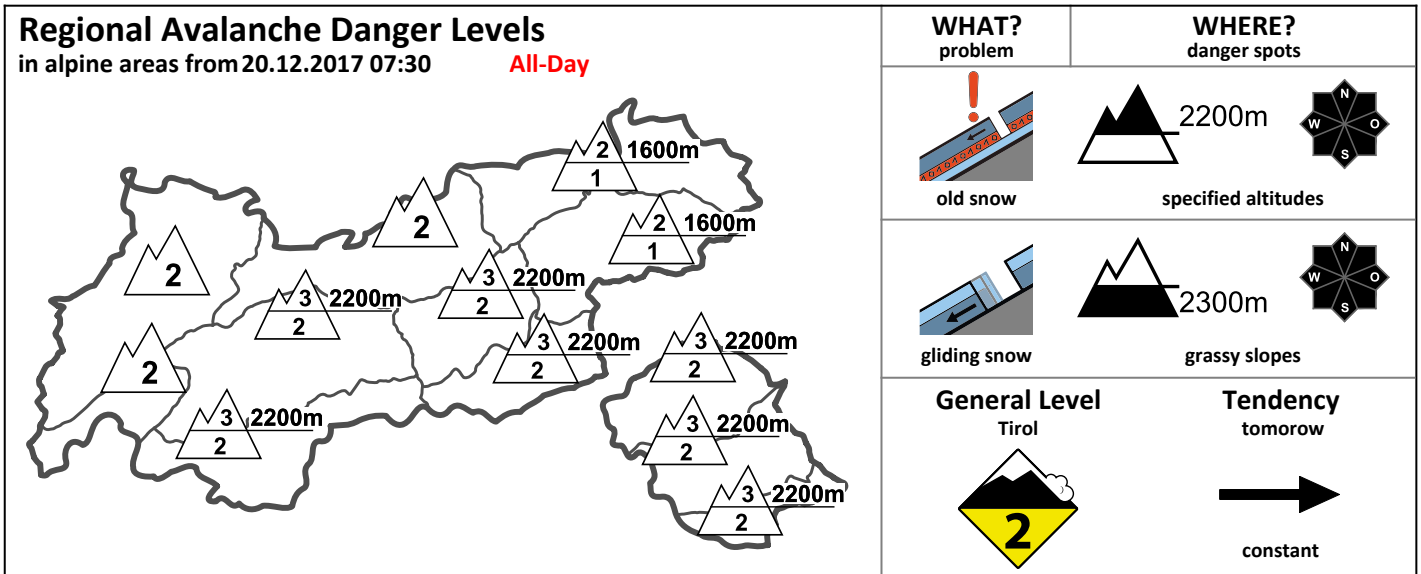 Regional Avalanche Danger Levels
in alpine areas from 20.12.2017 07:30 All-Day
2 1600m
1
2
2 1600m
1
2
3 2200m
2
3 2200m
2
3 2200m
2
3 2200m
2
2
3 2200m
2
3 2200m
2
3 2200m
2
WHAT?
problem
WHERE?
danger spots
2200m
N
W O
S
old snow
specified altitudes
2300m
N
W O
S
gliding snow
grassy slopes
General Level
Tirol
2
Tendency
tomorow
constant